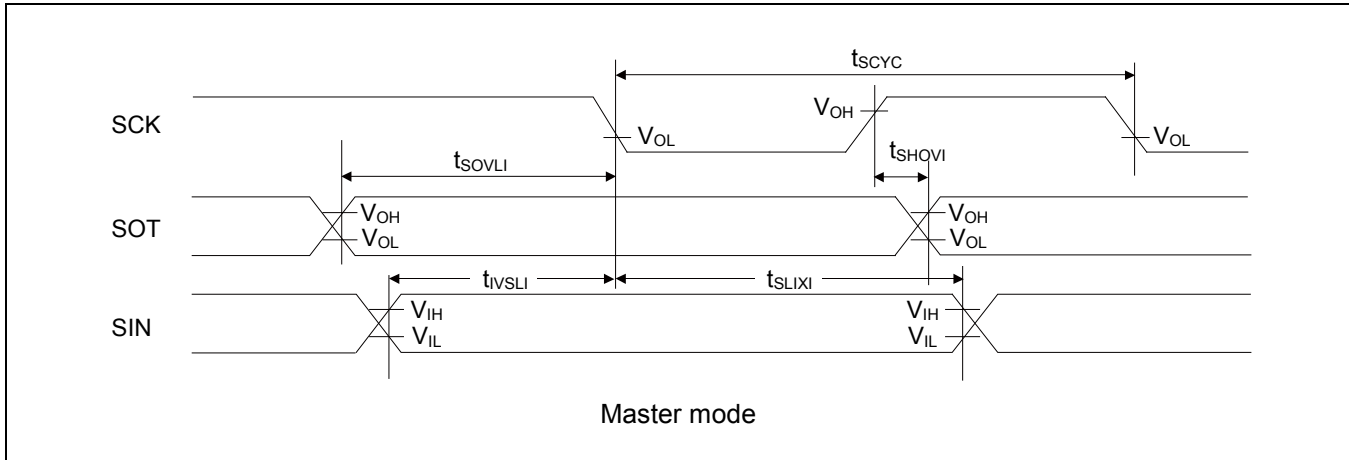 tSCYC
SCK
VOH
VOL
VOL
tSHOVI
tSOVLI
SOT
VOH
VOL
VOH
VOL
tIVSLI
tSLIXI
SIN
VIH
VIL
VIH
VIL
Master mode